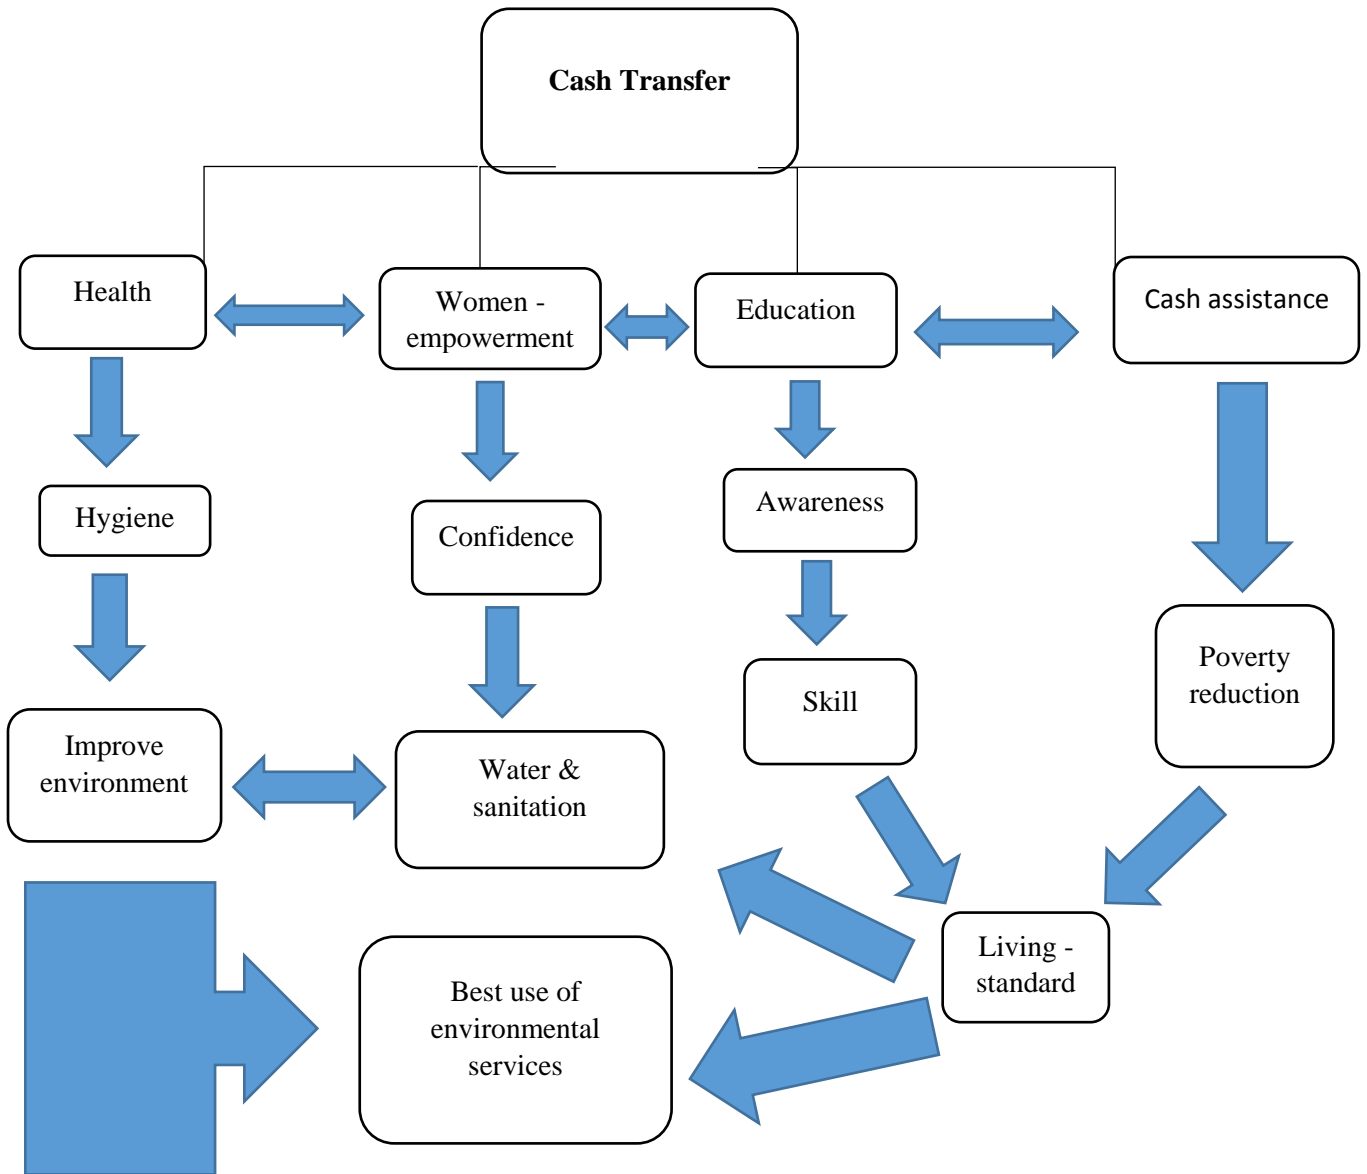 Cash Transfer
Health
Women -
empowerment
Education
Cash assistance
Hygiene
Confidence
Awareness
Improve
environment
Water &
sanitation
Skill
Poverty
reduction
Best use of
environmental
services
Living -
standard